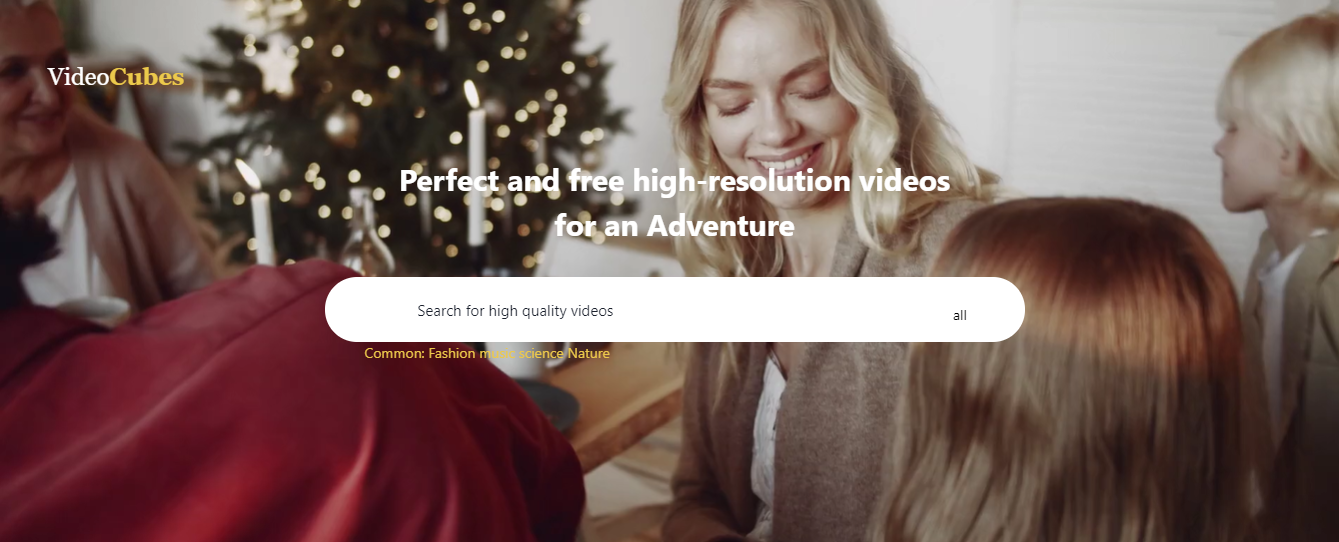 VideoCubes
Perfect and free high-resolution videos
for an Adventure
Search for high quality videos
all
Common: Fashion music science Nature